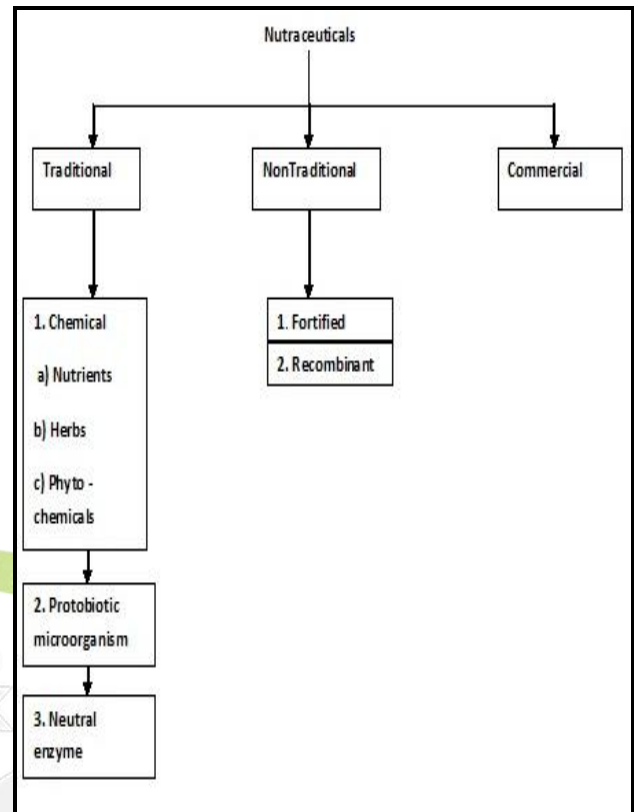 Nutraceuticals
Traditional
NonTraditional
Commercial
1. Chemical
a) Nutrients
b) Herbs
c) Phyto -
chemicals
2. Protobiotic
microorganism
3. Neutral
enzyme
1. Fortified
2. Recombinant